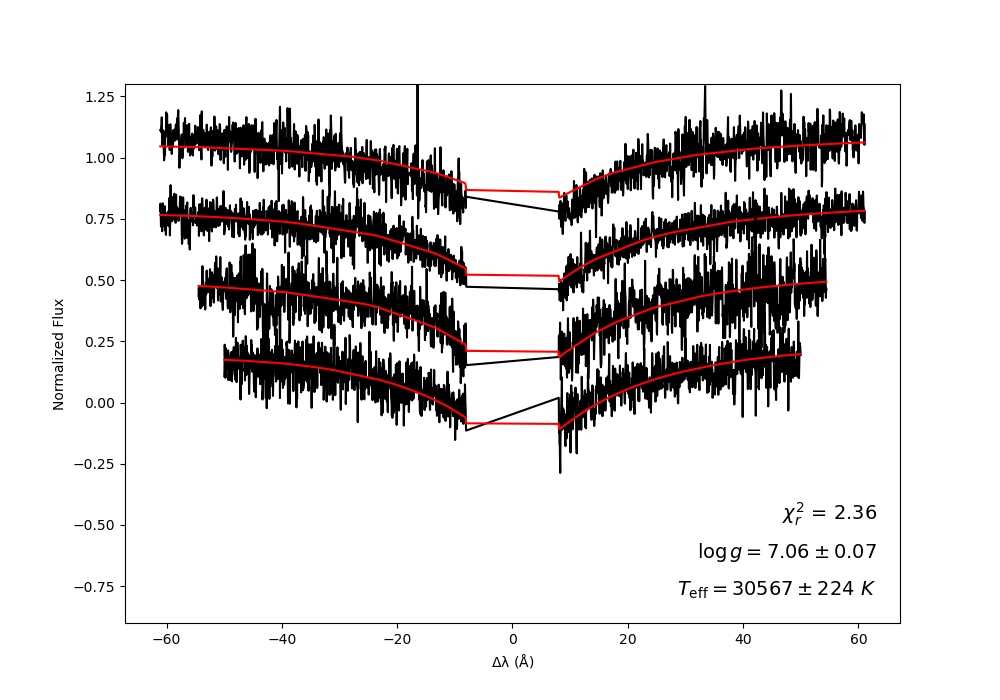 1.25
1.00
0.75
0.50
0.25
0.00
−0.25
−0.50
−0.75
Normalized Flux
χ²ᵣ = 2.36
log g = 7.06 ± 0.07
T_eff = 30567 ± 224 K
−60 −40 −20 0 20 40 60
Δλ (Å)